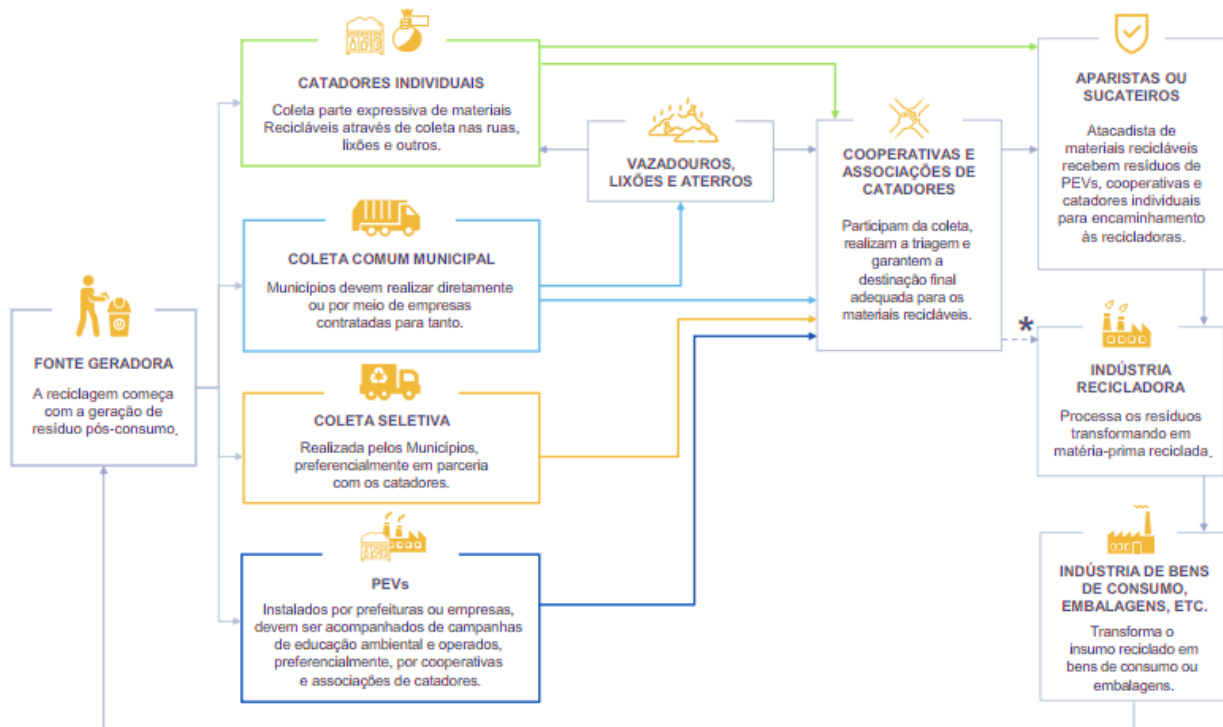 CATADORES INDIVIDUAIS
Coleta parte expressiva de materiais
Recicláveis através de coleta nas ruas,
lixões e outros.
VAZADOUROS,
LIXÕES E ATERROS
COOPERATIVAS E
ASSOCIAÇÕES DE
CATADORES
Participam da coleta,
realizam a triagem e
garantem a
destinação final
adequada para os
materiais recicláveis.
APARISTAS OU
SUCATEIROS
Atacadista de
materiais recicláveis
recebem resíduos de
PEVs, cooperativas e
catadores individuais
para encaminhamento
às recicladoras.
COLETA COMUM MUNICIPAL
Municípios devem realizar diretamente
ou por meio de empresas
contratadas para tanto.
FONTE GERADORA
A reciclagem começa
com a geração de
resíduo pós-consumo.
*
INDÚSTRIA
RECICLADORA
Processa os resíduos
transformando em
matéria-prima reciclada.
COLETA SELETIVA
Realizada pelos Municípios,
preferencialmente em parceria
com os catadores.
PEVs
Instalados por prefeituras ou empresas,
devem ser acompanhados de campanhas
de educação ambiental e operados,
preferencialmente, por cooperativas
e associações de catadores.
INDÚSTRIA DE BENS
DE CONSUMO,
EMBALAGENS, ETC.
Transforma o
insumo reciclado em
bens de consumo ou
embalagens.